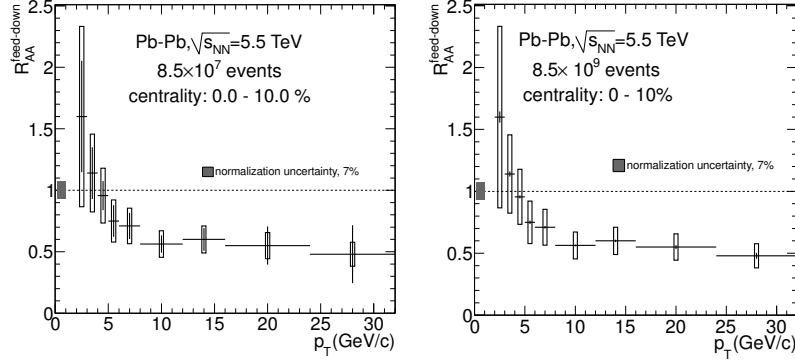 2.5
2
1.5
1
0.5
0
R_AA^feed-down
Pb-Pb,√s_NN=5.5 TeV
8.5×10^7 events
centrality: 0.0 - 10.0 %
normalization uncertainty, 7%
0 5 10 15 20 25 30
p_T(GeV/c)
2.5
2
1.5
1
0.5
0
R_AA^feed-down
Pb-Pb,√s_NN=5.5 TeV
8.5× 10^9 events
centrality: 0 - 10%
normalization uncertainty, 7%
0 5 10 15 20 25 30
p_T(GeV/c)